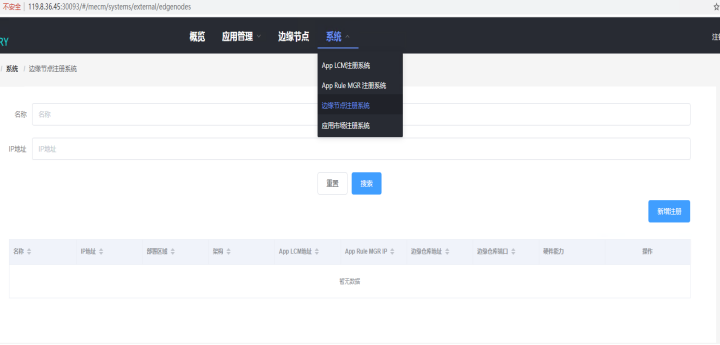 不安全 | 119.8.36.45:30093/#/mecm/systems/external/edgenodes
RY 概览 应用管理 边缘节点 系统 注
/ 系统 / 边缘节点注册系统
App LCM注册系统
App Rule MGR 注册系统
边缘节点注册系统
应用市场注册系统
名称 名称
IP地址 IP地址
重置 搜索
新增注册
名称 IP地址 部署区域 架构 App LCM地址 App Rule MGR IP 边缘仓库地址 边缘仓库端口 硬件能力 操作
暂无数据